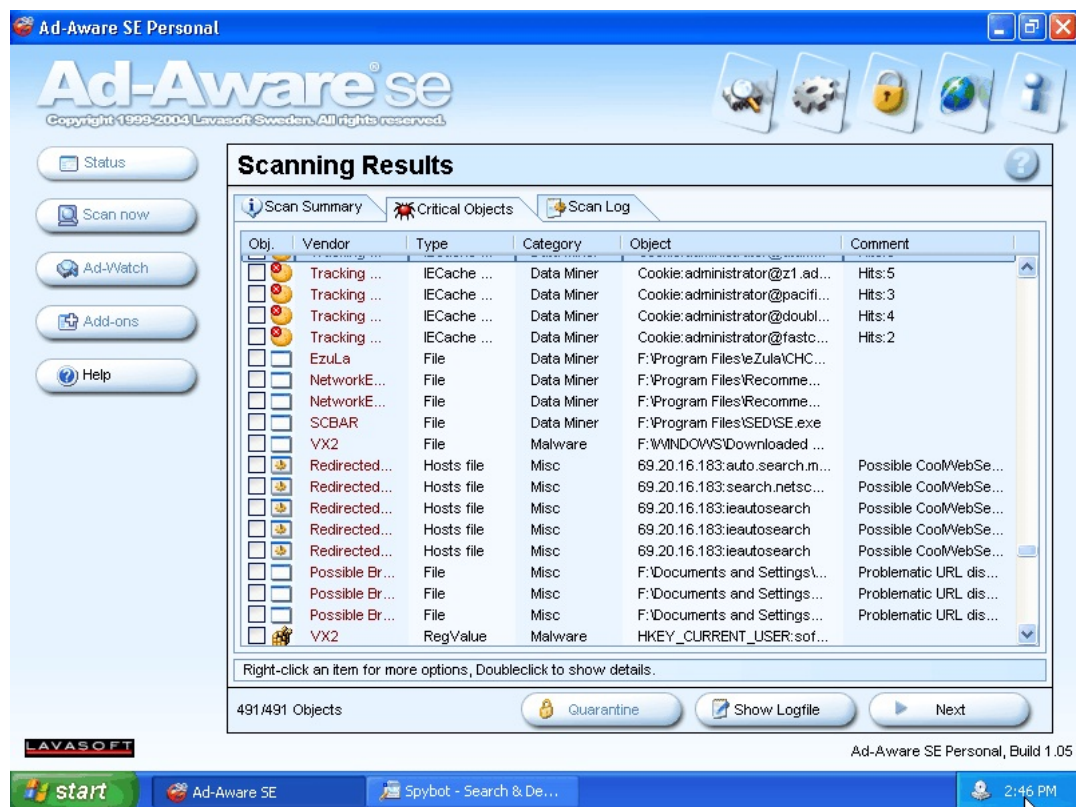 Ad-Aware SE Personal
Ad-Aware® se
Copyright 1999-2004 Lavasoft Sweden. All rights reserved.
Status
Scan now
Ad-Watch
Add-ons
Help
Scanning Results
Scan Summary Critical Objects Scan Log
Obj. Vendor Type Category Object Comment
Tracking ... IECache ... Data Miner Cookie:administrator@z1.ad... Hits:5
Tracking ... IECache ... Data Miner Cookie:administrator@pacifi... Hits:3
Tracking ... IECache ... Data Miner Cookie:administrator@doubl... Hits:4
Tracking ... IECache ... Data Miner Cookie:administrator@fastc... Hits:2
EzuLa File Data Miner F:\Program Files\eZula\CHC...
NetworkE... File Data Miner F:\Program Files\Recomme...
NetworkE... File Data Miner F:\Program Files\Recomme...
SCBAR File Data Miner F:\Program Files\SED\SE.exe
VX2 File Malware F:\WINDOWS\Downloaded ...
Redirected... Hosts file Misc 69.20.16.183:auto.search.m... Possible CoolWebSe...
Redirected... Hosts file Misc 69.20.16.183:search.netsc... Possible CoolWebSe...
Redirected... Hosts file Misc 69.20.16.183:ieautosearch Possible CoolWebSe...
Redirected... Hosts file Misc 69.20.16.183:ieautosearch Possible CoolWebSe...
Redirected... Hosts file Misc 69.20.16.183:ieautosearch Possible CoolWebSe...
Possible Br... File Misc F:\Documents and Settings\... Problematic URL dis...
Possible Br... File Misc F:\Documents and Settings... Problematic URL dis...
Possible Br... File Misc F:\Documents and Settings... Problematic URL dis...
VX2 RegValue Malware HKEY_CURRENT_USER:sof...
Right-click an item for more options, Doubleclick to show details.
491/491 Objects Quarantine Show Logfile Next
LAVASOFT
Ad-Aware SE Personal, Build 1.05
start Ad-Aware SE Spybot - Search & De... 2:46 PM